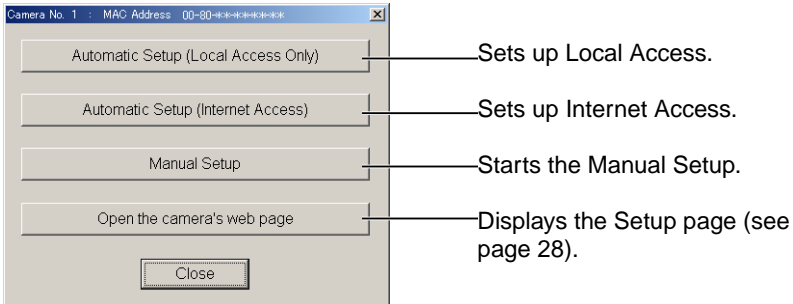 Camera No. 1 : MAC Address 00-80-**-**-**-**
Automatic Setup (Local Access Only)
Sets up Local Access.
Automatic Setup (Internet Access)
Sets up Internet Access.
Manual Setup
Starts the Manual Setup.
Open the camera's web page
Displays the Setup page (see
page 28).
Close